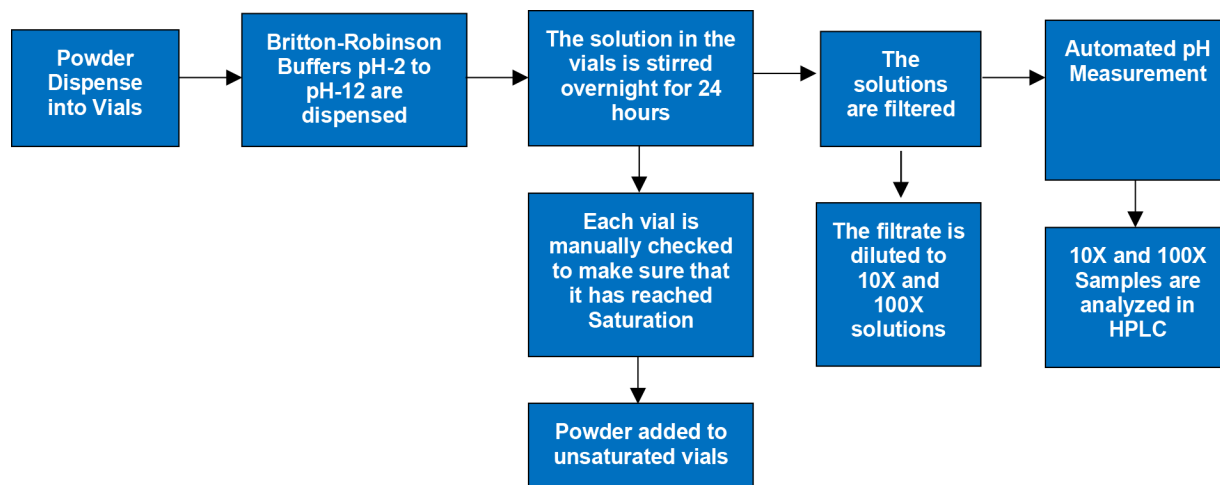 Powder
Dispense
into Vials
Britton-Robinson
Buffers pH-2 to
pH-12 are
dispensed
The solution in the
vials is stirred
overnight for 24
hours
The
solutions
are filtered
Automated pH
Measurement
Each vial is
manually checked
to make sure that
it has reached
Saturation
The filtrate is
diluted to
10X and
100X
solutions
10X and 100X
Samples are
analyzed in
HPLC
Powder added to
unsaturated vials